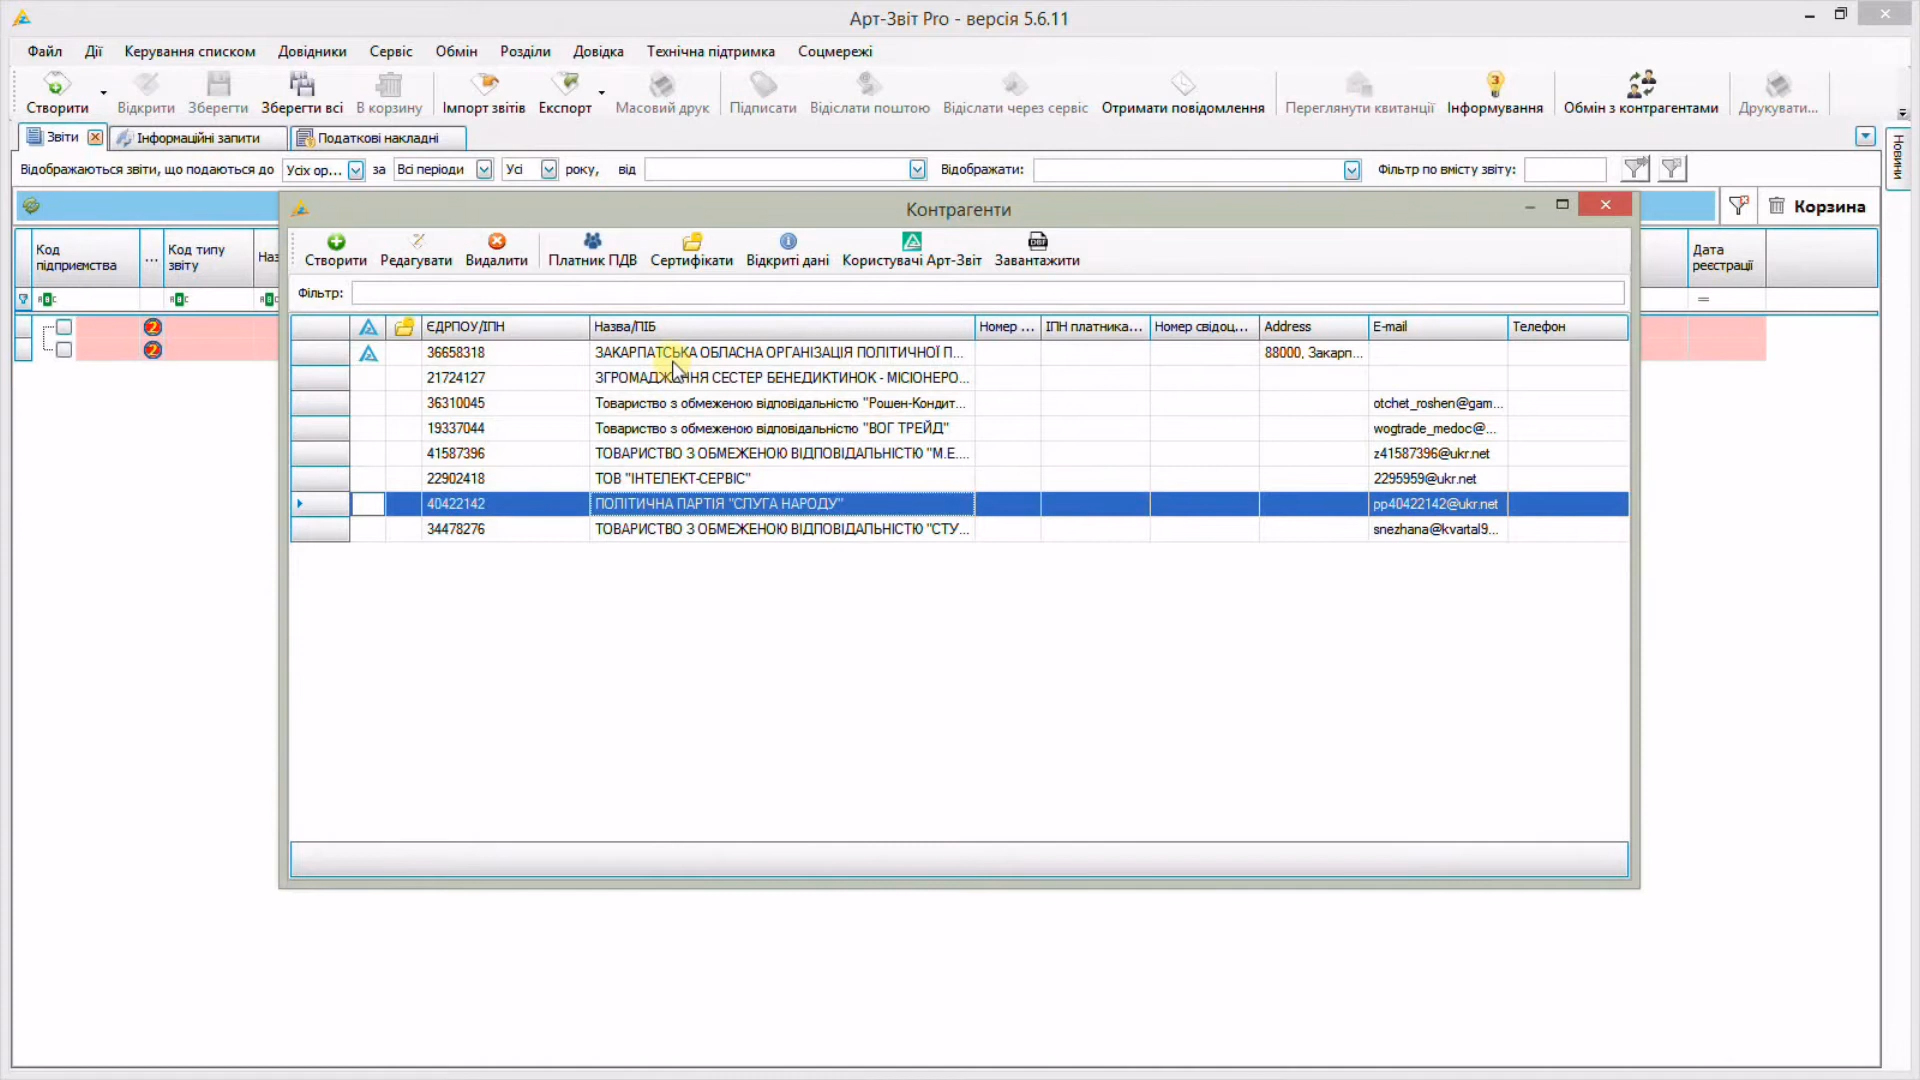 Арт-Звіт Pro - версія 5.6.11
Файл Дії Керування списком Довідники Сервіс Обмін Розділи Довідка Технічна підтримка Соцмережі
Створити Відкрити Зберегти Зберегти всі В корзину Імпорт звітів Експорт Масовий друк Підписати Відіслати поштою Відіслати через сервіс Отримати повідомлення Переглянути квитанції Інформування Обмін з контрагентами Друкувати...
Звіти Інформаційні запити Податкові накладні
Новини
Відображаються звіти, що подаються до Усіх ор... за Всі періоди Усі року, від Відображати: Фільтр по вмісту звіту:
Корзина
Код підприємства ... Код типу звіту Наз Дата реєстрації
Контрагенти
Створити Редагувати Видалити Платник ПДВ Сертифікати Відкриті дані Користувачі Арт-Звіт Завантажити
Фільтр:
ЄДРПОУ/ІПН Назва/ПІБ Номер ... ІПН платника... Номер свідоц... Address E-mail Телефон
36658318 ЗАКАРПАТСЬКА ОБЛАСНА ОРГАНІЗАЦІЯ ПОЛІТИЧНОЇ П... 88000, Закарп...
21724127 ЗГРОМАДЖЕННЯ СЕСТЕР БЕНЕДИКТИНОК - МІСІОНЕРО...
36310045 Товариство з обмеженою відповідальністю "Рошен-Кондит... otchet_roshen@gam...
19337044 Товариство з обмеженою відповідальністю "ВОГ ТРЕЙД" wogtrade_medoc@...
41587396 ТОВАРИСТВО З ОБМЕЖЕНОЮ ВІДПОВІДАЛЬНІСТЮ "М.Е.... z41587396@ukr.net
22902418 ТОВ "ІНТЕЛЕКТ-СЕРВІС" 2295959@ukr.net
40422142 ПОЛІТИЧНА ПАРТІЯ "СЛУГА НАРОДУ" pp40422142@ukr.net
34478276 ТОВАРИСТВО З ОБМЕЖЕНОЮ ВІДПОВІДАЛЬНІСТЮ "СТУ... snezhana@kvartal9...